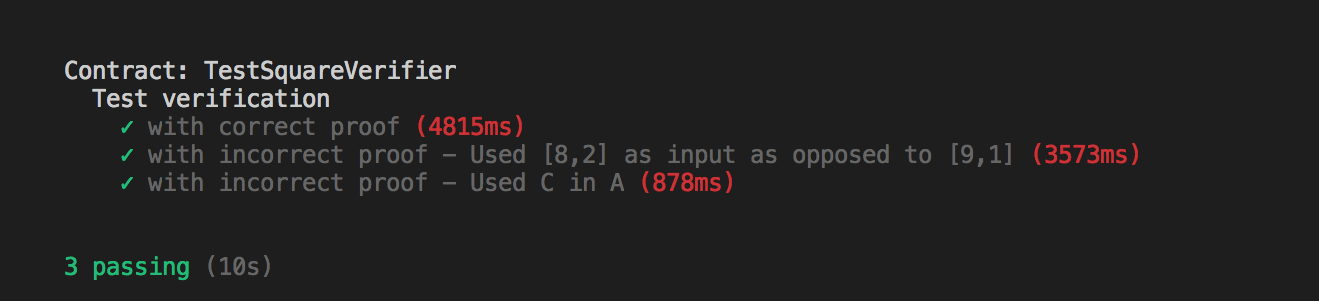 Contract: TestSquareVerifier
Test verification
✓ with correct proof (4815ms)
✓ with incorrect proof – Used [8,2] as input as opposed to [9,1] (3573ms)
✓ with incorrect proof – Used C in A (878ms)
3 passing (10s)